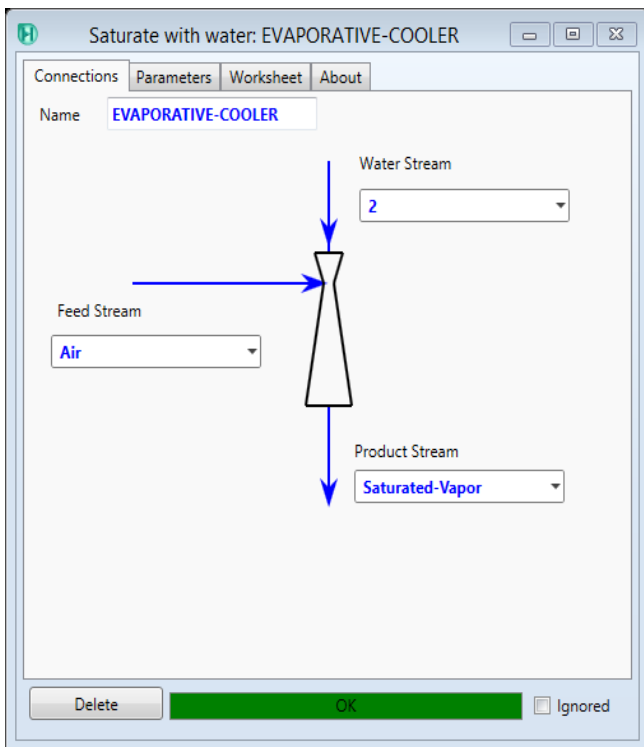 Saturate with water: EVAPORATIVE-COOLER
Connections Parameters Worksheet About
Name EVAPORATIVE-COOLER
Water Stream
2
Feed Stream
Air
Product Stream
Saturated-Vapor
Delete OK Ignored